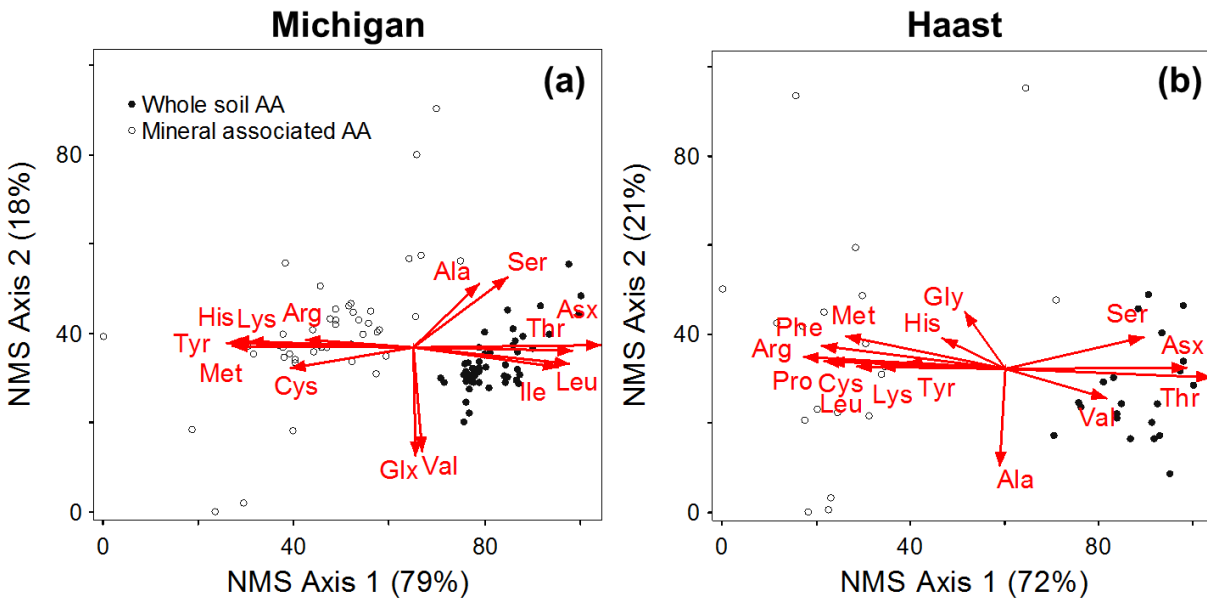 Michigan
(a)
Whole soil AA
Mineral associated AA
80
40
0
NMS Axis 2 (18%)
Ala
Ser
His
Lys
Arg
Asx
Thr
Tyr
Met
Cys
Leu
Ile
Glx
Val
0
40
80
NMS Axis 1 (79%)
Haast
(b)
80
40
0
NMS Axis 2 (21%)
Gly
Met
Phe
His
Ser
Arg
Asx
Pro
Cys
Leu
Lys
Tyr
Thr
Val
Ala
0
40
80
NMS Axis 1 (72%)